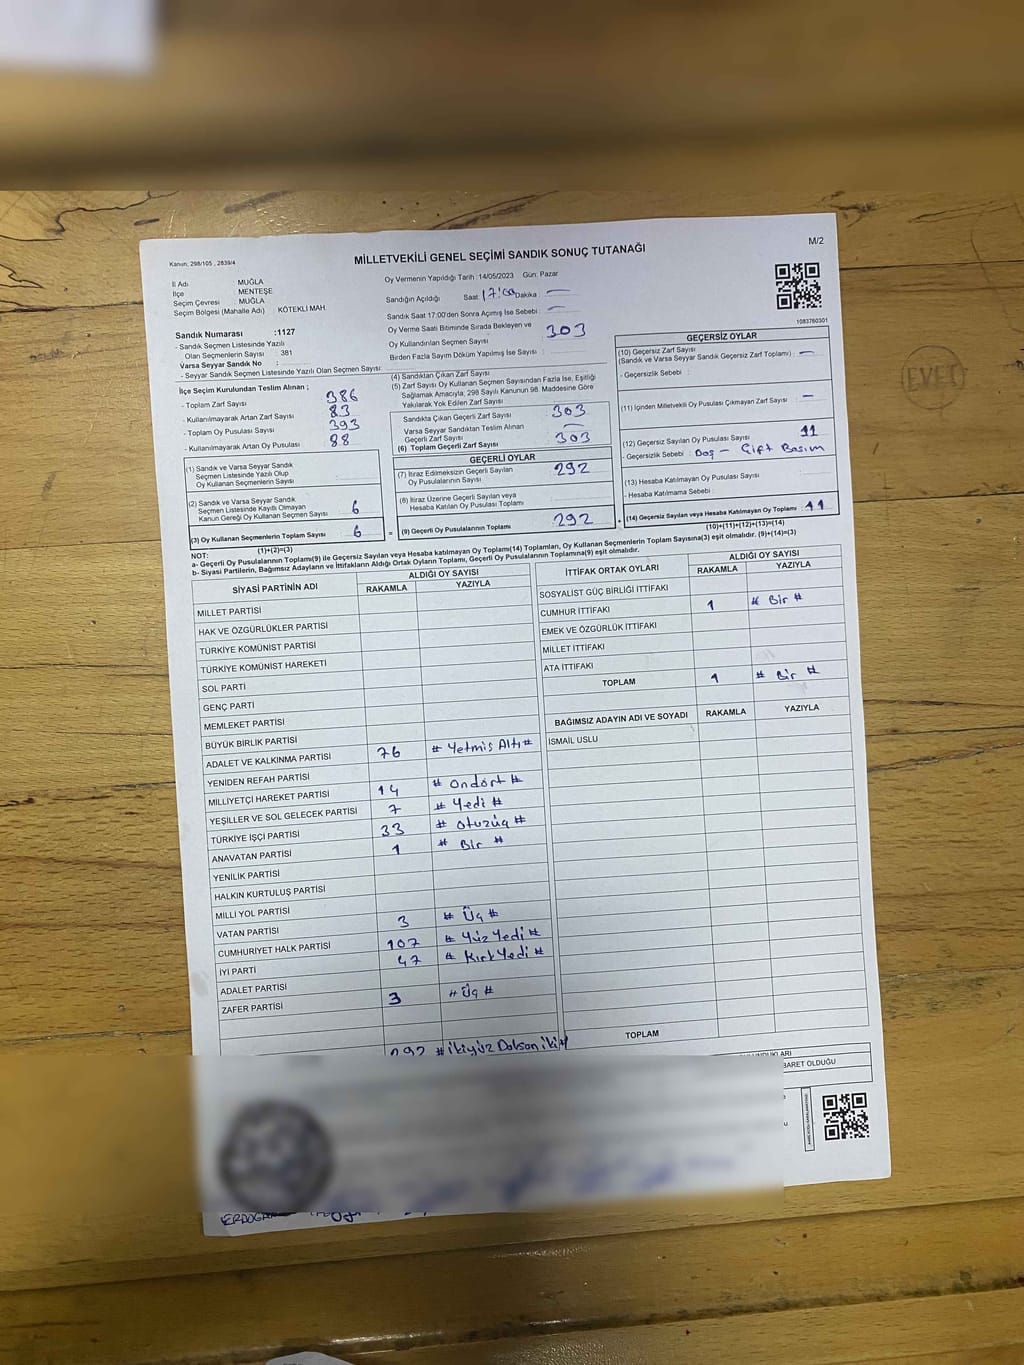 Kanun: 298/105 , 2839/4
MİLLETVEKİLİ GENEL SEÇİMİ SANDIK SONUÇ TUTANAĞI
M/2
İl Adı MUĞLA
İlçe MENTEŞE
Seçim Çevresi : MUĞLA
Seçim Bölgesi (Mahalle Adı) : KÖTEKLİ MAH
Sandık Numarası :1127
- Sandık Seçmen Listesinde Yazılı
Olan Seçmenlerin Sayısı : 381
Varsa Seyyar Sandık No :
- Seyyar Sandık Seçmen Listesinde Yazılı Olan Seçmen Sayısı:
Oy Vermenin Yapıldığı Tarih :14/05/2023 Gün: Pazar
Sandığın Açıldığı Saat: 17:00 Dakika : —
Sandık Saat 17:00'den Sonra Açımış İse Sebebi : —
Oy Verme Saati Bitiminde Sırada Bekleyen ve
Oy Kullandırılan Seçmen Sayısı : 303
Birden Fazla Sayım Döküm Yapılmış İse Sayısı :
1083760301
İlçe Seçim Kurulundan Teslim Alınan ;
- Toplam Zarf Sayısı : 386
- Kullanılmayarak Artan Zarf Sayısı : 83
- Toplam Oy Pusulası Sayısı : 393
- Kullanılmayarak Artan Oy Pusulası : 88
(1) Sandık ve Varsa Seyyar Sandık
Seçmen Listesinde Yazılı Olup
Oy Kullanan Seçmenlerin Sayısı :
(2) Sandık ve Varsa Seyyar Sandık
Seçmen Listesinde Kayıtlı Olmayan
Kanun Gereği Oy Kullanan Seçmen Sayısı : 6
(3) Oy Kullanan Seçmenlerin Toplam Sayısı : 6
(1)+(2)=(3)
(4) Sandıktan Çıkan Zarf Sayısı
(5) Zarf Sayısı Oy Kullanan Seçmen Sayısından Fazla İse, Eşitliği
Sağlamak Amacıyla; 298 Sayılı Kanunun 98. Maddesine Göre
Yakılarak Yok Edilen Zarf Sayısı :
Sandıkta Çıkan Geçerli Zarf Sayısı : 303
Varsa Seyyar Sandıktan Teslim Alınan
Geçerli Zarf Sayısı : —
(6) Toplam Geçerli Zarf Sayısı : 303
GEÇERLİ OYLAR
(7) İtiraz Edilmeksizin Geçerli Sayılan
Oy Pusulalarının Sayısı : 292
(8) İtiraz Üzerine Geçerli Sayılan veya
Hesaba Katılan Oy Pusulası Toplamı :
= (9) Geçerli Oy Pusulalarının Toplamı : 292
GEÇERSİZ OYLAR
(10) Geçersiz Zarf Sayısı
(Sandık ve Varsa Seyyar Sandık Geçersiz Zarf Toplamı) : —
- Geçersizlik Sebebi :
(11) İçinden Milletvekili Oy Pusulası Çıkmayan Zarf Sayısı : —
(12) Geçersiz Sayılan Oy Pusulası Sayısı : 11
- Geçersizlik Sebebi : Boş - Çift Basım
(13) Hesaba Katılmayan Oy Pusulası Sayısı :
- Hesaba Katılmama Sebebi :
+ (14) Geçersiz Sayılan veya Hesaba Katılmayan Oy Toplamı : 11
(10)+(11)+(12)+(13)=(14)
NOT:
a- Geçerli Oy Pusulalarının Toplamı(9) ile Geçersiz Sayılan veya Hesaba katılmayan Oy Toplamı(14) Toplamları, Oy Kullanan Seçmenlerin Toplam Sayısına(3) eşit olmalıdır. (9)+(14)=(3)
b- Siyasi Partilerin, Bağımsız Adayların ve İttifakların Aldığı Ortak Oyların Toplamı, Geçerli Oy Pusulalarının Toplamına(9) eşit olmalıdır.
SİYASİ PARTİNİN ADI ALDIĞI OY SAYISI
RAKAMLA YAZIYLA
MİLLET PARTİSİ
HAK VE ÖZGÜRLÜKLER PARTİSİ
TÜRKİYE KOMÜNİST PARTİSİ
TÜRKİYE KOMÜNİST HAREKETİ
SOL PARTİ
GENÇ PARTİ
MEMLEKET PARTİSİ
BÜYÜK BİRLİK PARTİSİ
ADALET VE KALKINMA PARTİSİ 76 # Yetmiş Altı #
YENİDEN REFAH PARTİSİ
MİLLİYETÇİ HAREKET PARTİSİ 14 # Ondört #
YEŞİLLER VE SOL GELECEK PARTİSİ 7 # Yedi #
TÜRKİYE İŞÇİ PARTİSİ 33 # Otuzüç #
ANAVATAN PARTİSİ 1 # Bir #
YENİLİK PARTİSİ
HALKIN KURTULUŞ PARTİSİ
MİLLİ YOL PARTİSİ
VATAN PARTİSİ 3 # Üç #
CUMHURİYET HALK PARTİSİ 107 # Yüz Yedi #
İYİ PARTİ 47 # Kırk Yedi #
ADALET PARTİSİ
ZAFER PARTİSİ 3 # Üç #
292 # ikiyüz Doksan iki #
İTTİFAK ORTAK OYLARI ALDIĞI OY SAYISI
RAKAMLA YAZIYLA
SOSYALİST GÜÇ BİRLİĞİ İTTİFAKI
CUMHUR İTTİFAKI 1 # Bir #
EMEK VE ÖZGÜRLÜK İTTİFAKI
MİLLET İTTİFAKI
ATA İTTİFAKI
TOPLAM 1 # Bir #
BAĞIMSIZ ADAYIN ADI VE SOYADI RAKAMLA YAZIYLA
İSMAİL USLU
TOPLAM
BARET OLDUĞU
ERDOĞAN
EVET